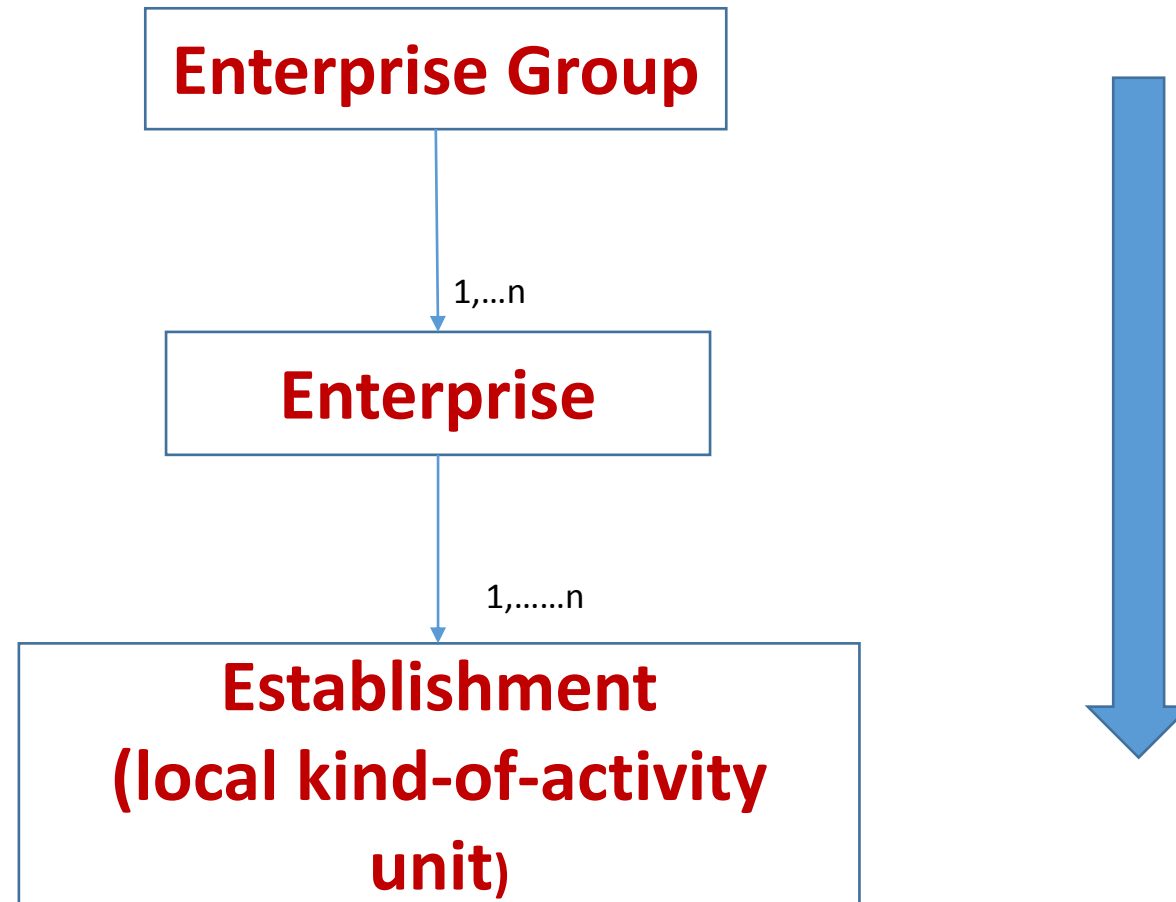 Enterprise Group
1,...n
Enterprise
1,......n
Establishment
(local kind-of-activity
unit)